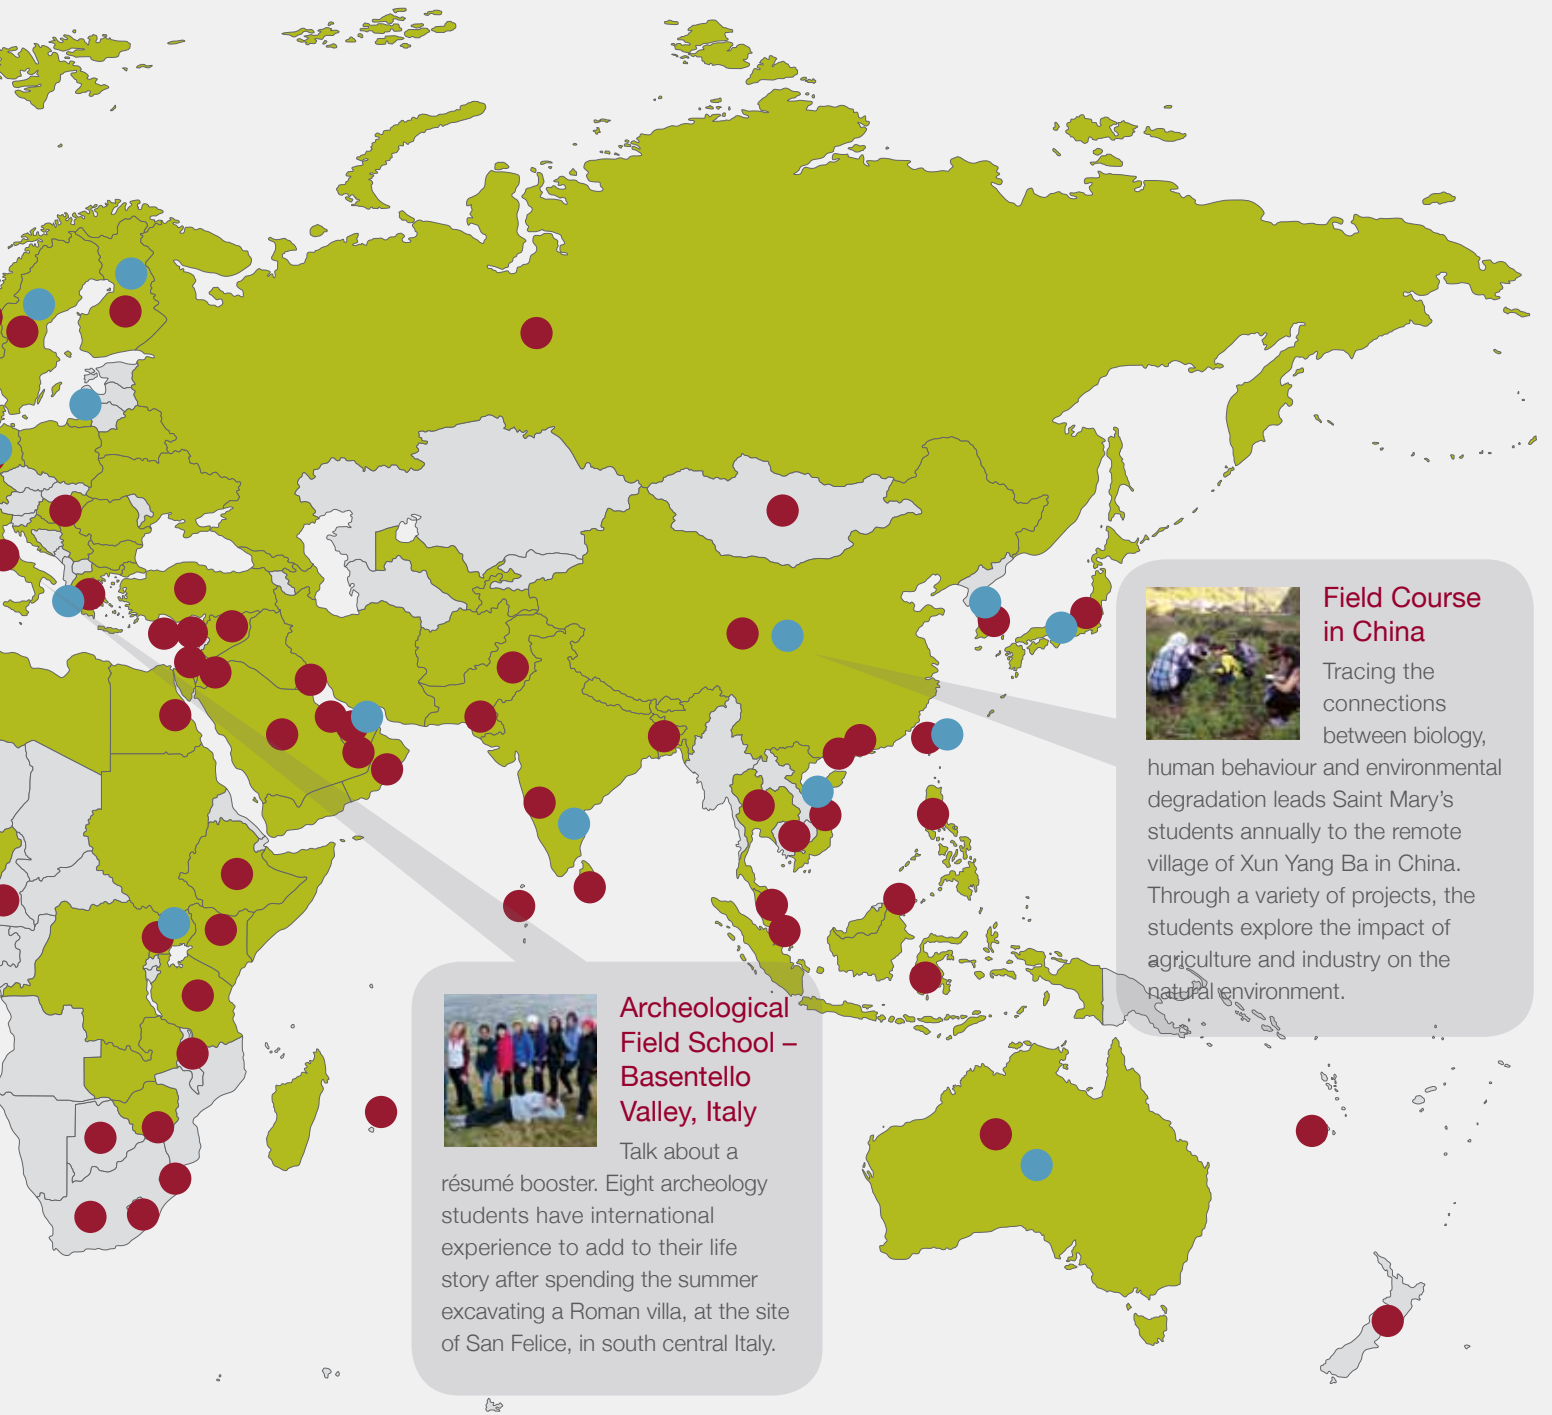 Field Course
in China
Tracing the
connections
between biology,
human behaviour and environmental
degradation leads Saint Mary’s
students annually to the remote
village of Xun Yang Ba in China.
Through a variety of projects, the
students explore the impact of
agriculture and industry on the
natural environment.
Archeological
Field School –
Basentello
Valley, Italy
Talk about a
résumé booster. Eight archeology
students have international
experience to add to their life
story after spending the summer
excavating a Roman villa, at the site
of San Felice, in south central Italy.